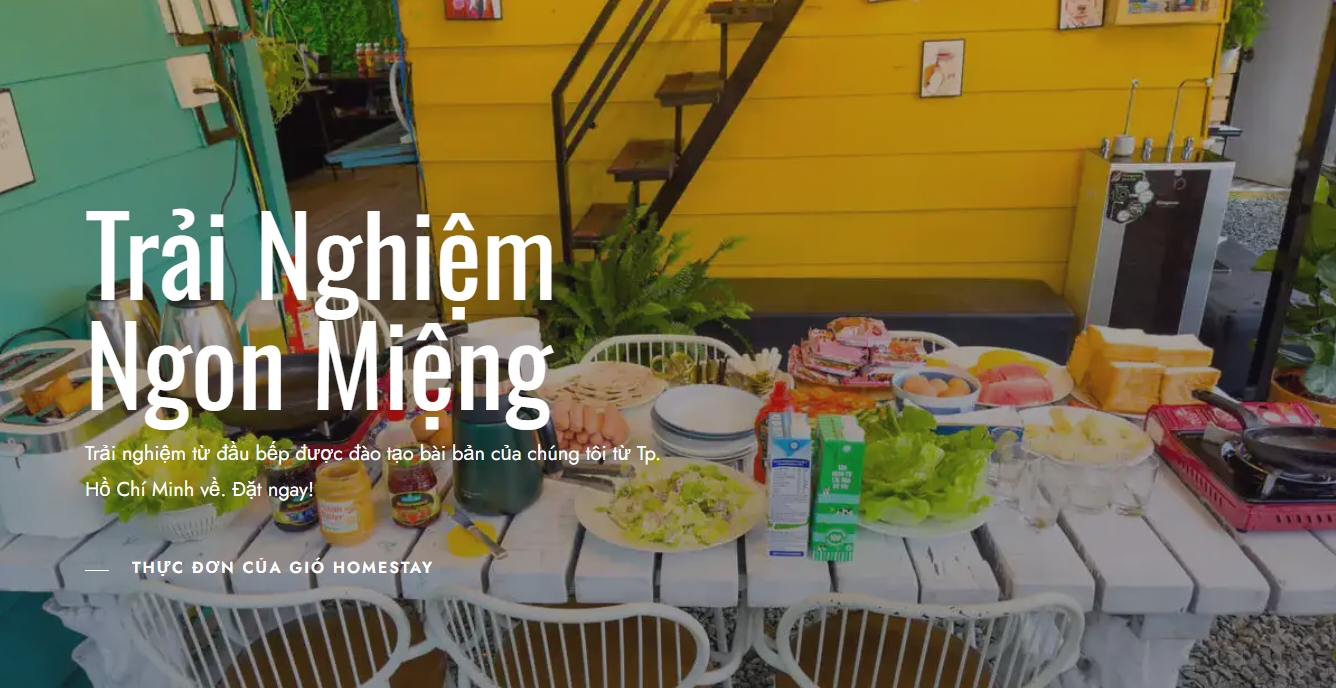 Trải Nghiệm
Ngon Miệng
Trải nghiệm từ đầu bếp được đào tạo bài bản của chúng tôi từ Tp.
Hồ Chí Minh về. Đặt ngay!
THỰC ĐƠN CỦA GIÓ HOMESTAY